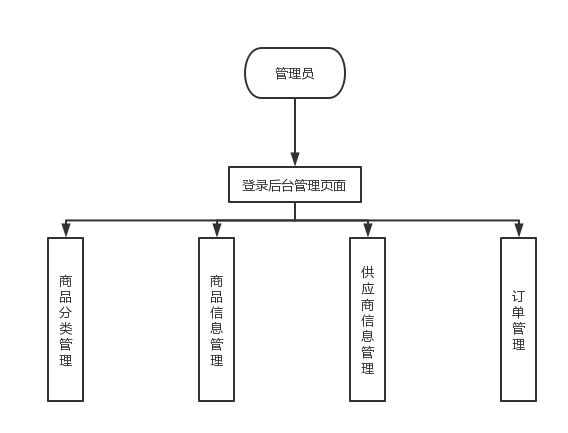 管理员
登录后台管理页面
商品分类管理
商品信息管理
供应商信息管理
订单管理